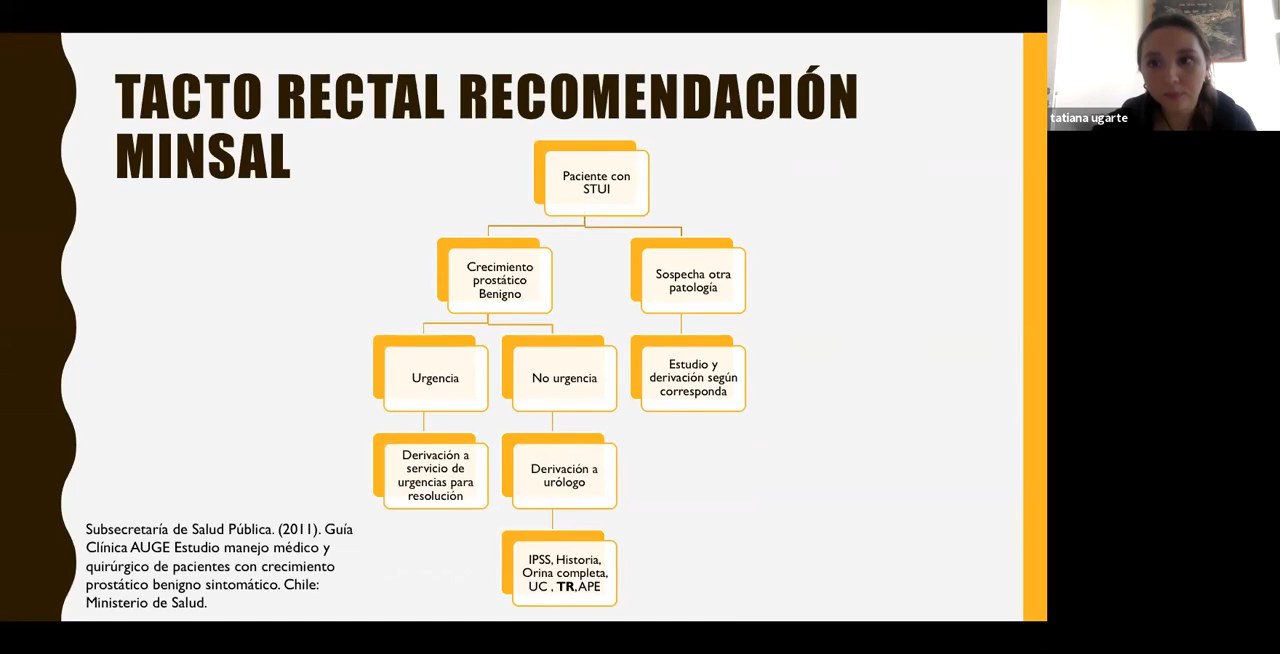 TACTO RECTAL RECOMENDACIÓN
MINSAL
tatiana ugarte
Paciente con
STUI
Crecimiento
prostático
Benigno
Sospecha otra
patología
Urgencia
No urgencia
Estudio y
derivación según
corresponda
Derivación a
servicio de
urgencias para
resolución
Derivación a
urólogo
IPSS, Historia,
Orina completa,
UC , TR, APE
Subsecretaría de Salud Pública. (2011). Guía
Clínica AUGE Estudio manejo médico y
quirúrgico de pacientes con crecimiento
prostático benigno sintomático. Chile:
Ministerio de Salud.